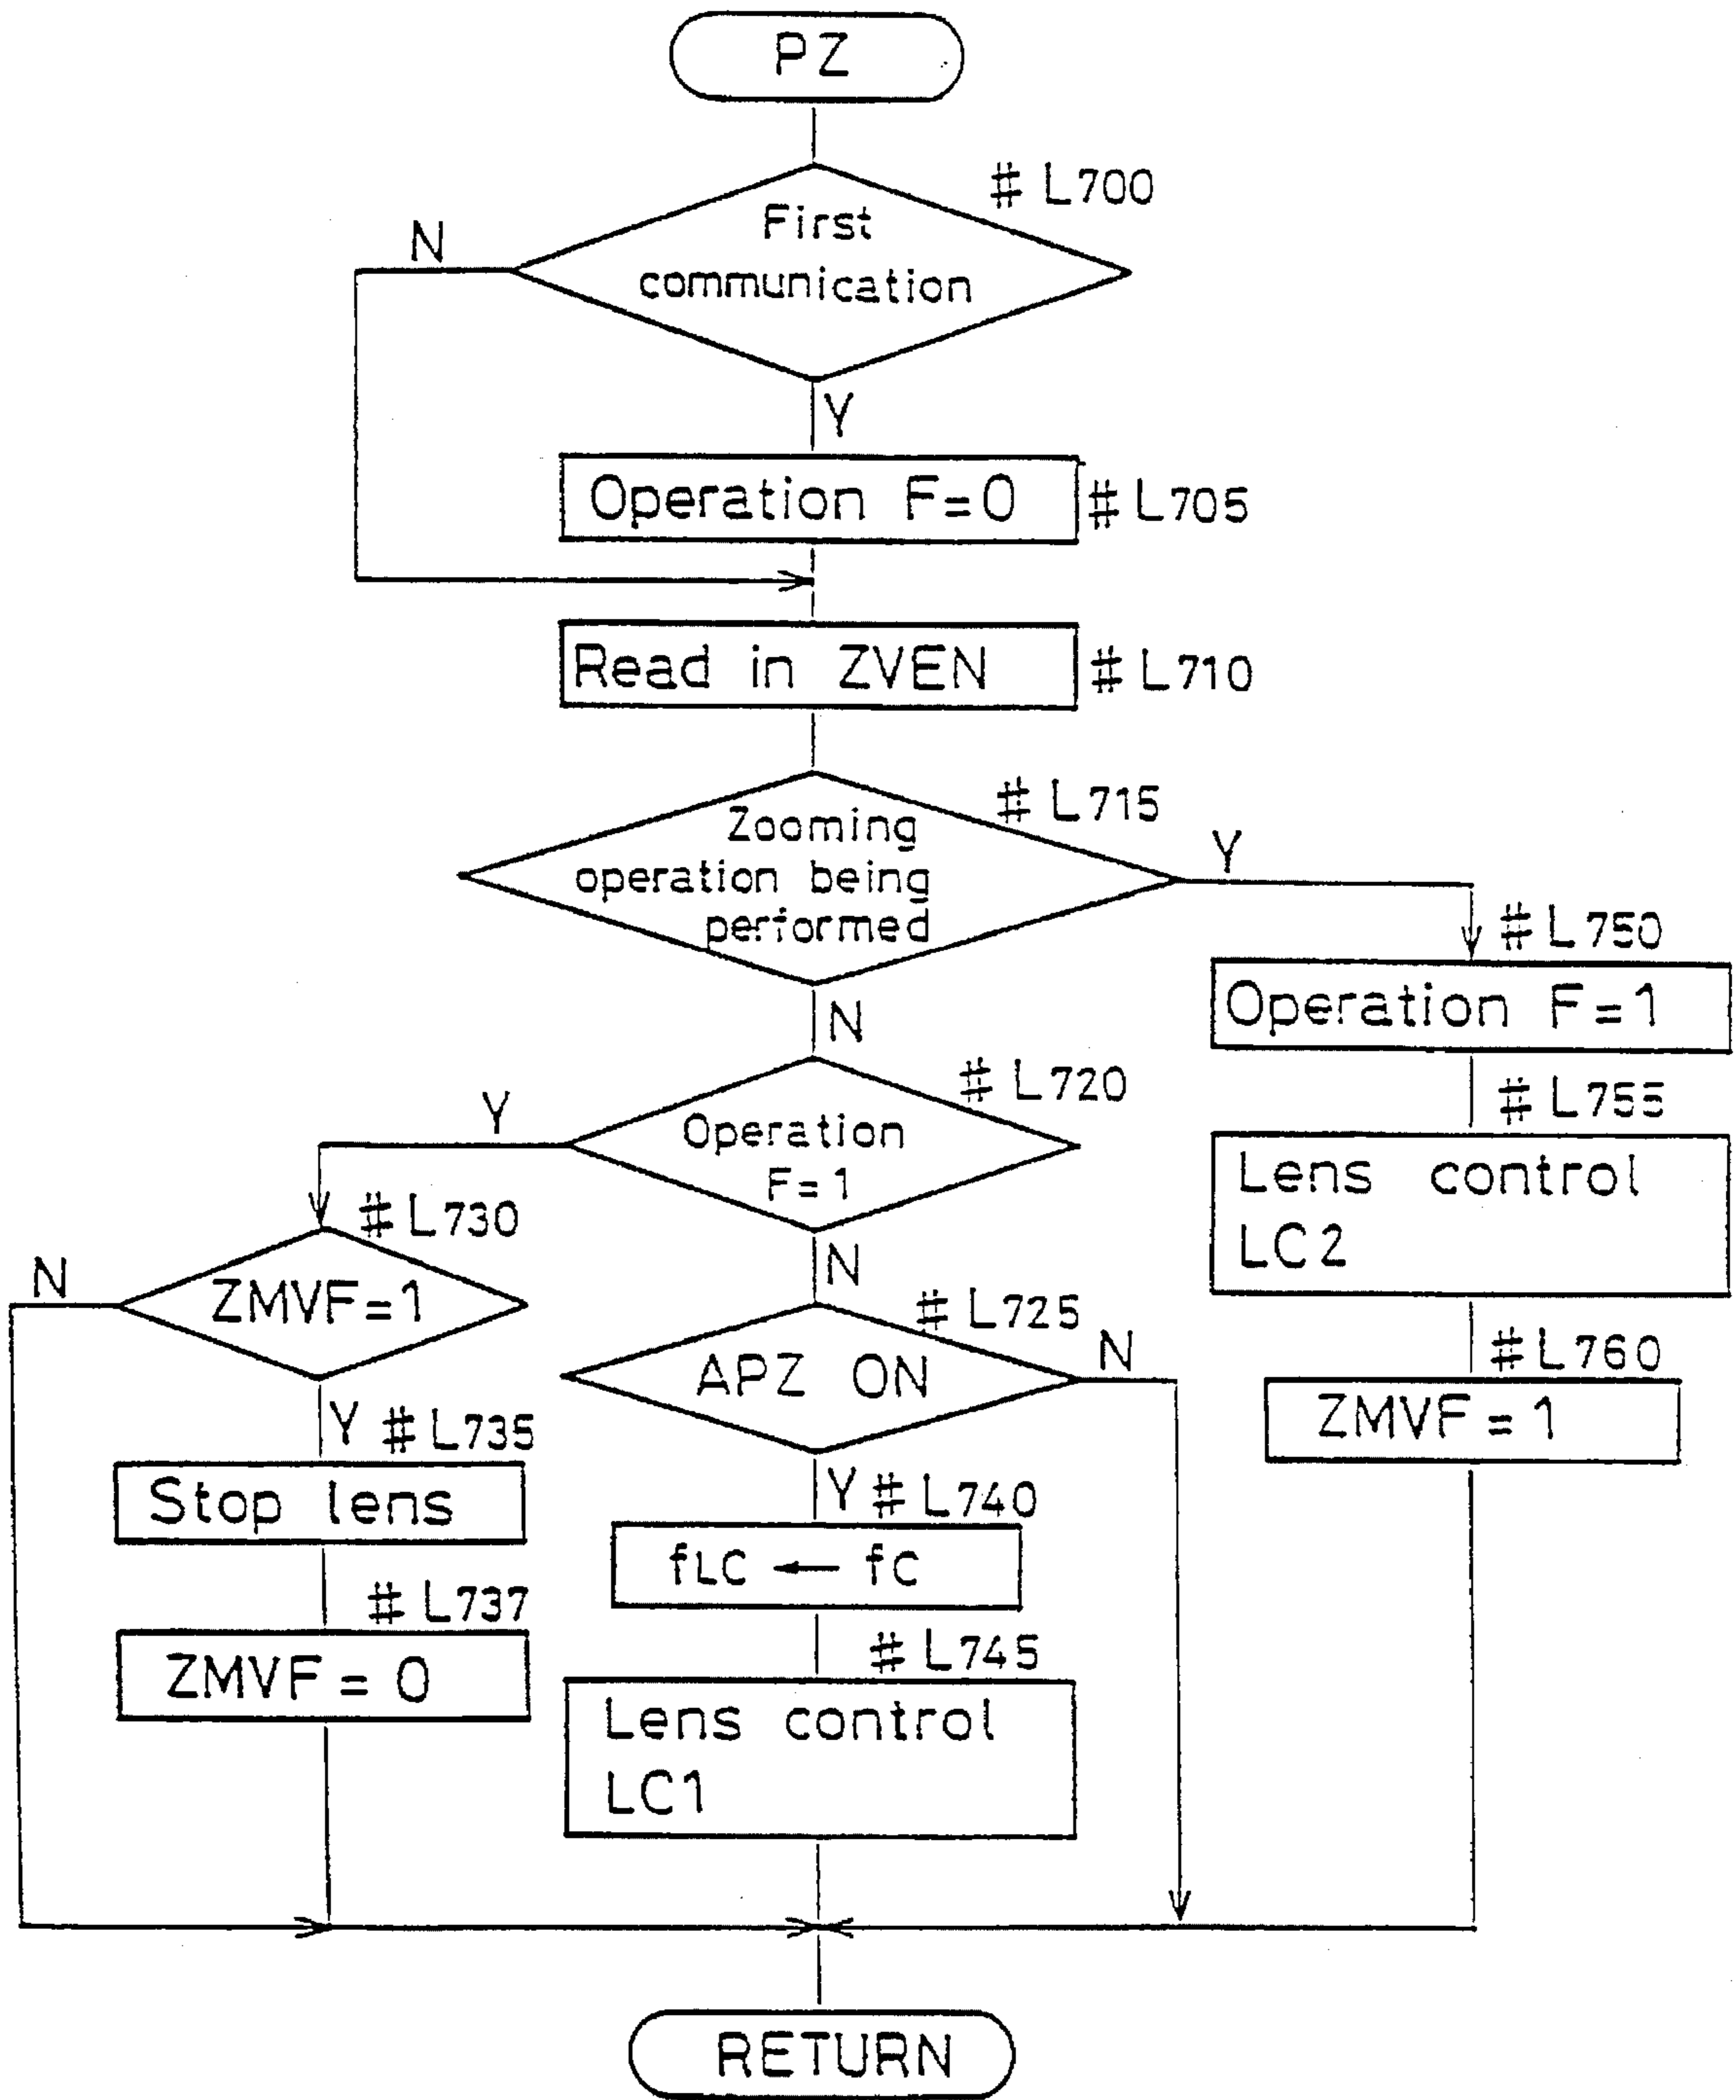 PZ
# L700
First
communication
N
Y
Operation F=0
# L705
Read in ZVEN
# L710
# L715
Zooming
operation being
performed
Y
N
# L750
Operation F=1
# L720
Operation
F=1
Y
N
# L755
Lens control
LC2
# L730
ZMVF=1
N
Y
# L725
APZ ON
N
Y
# L760
ZMVF=1
# L735
Stop lens
# L740
fLC ← fC
# L737
ZMVF=0
# L745
Lens control
LC1
RETURN